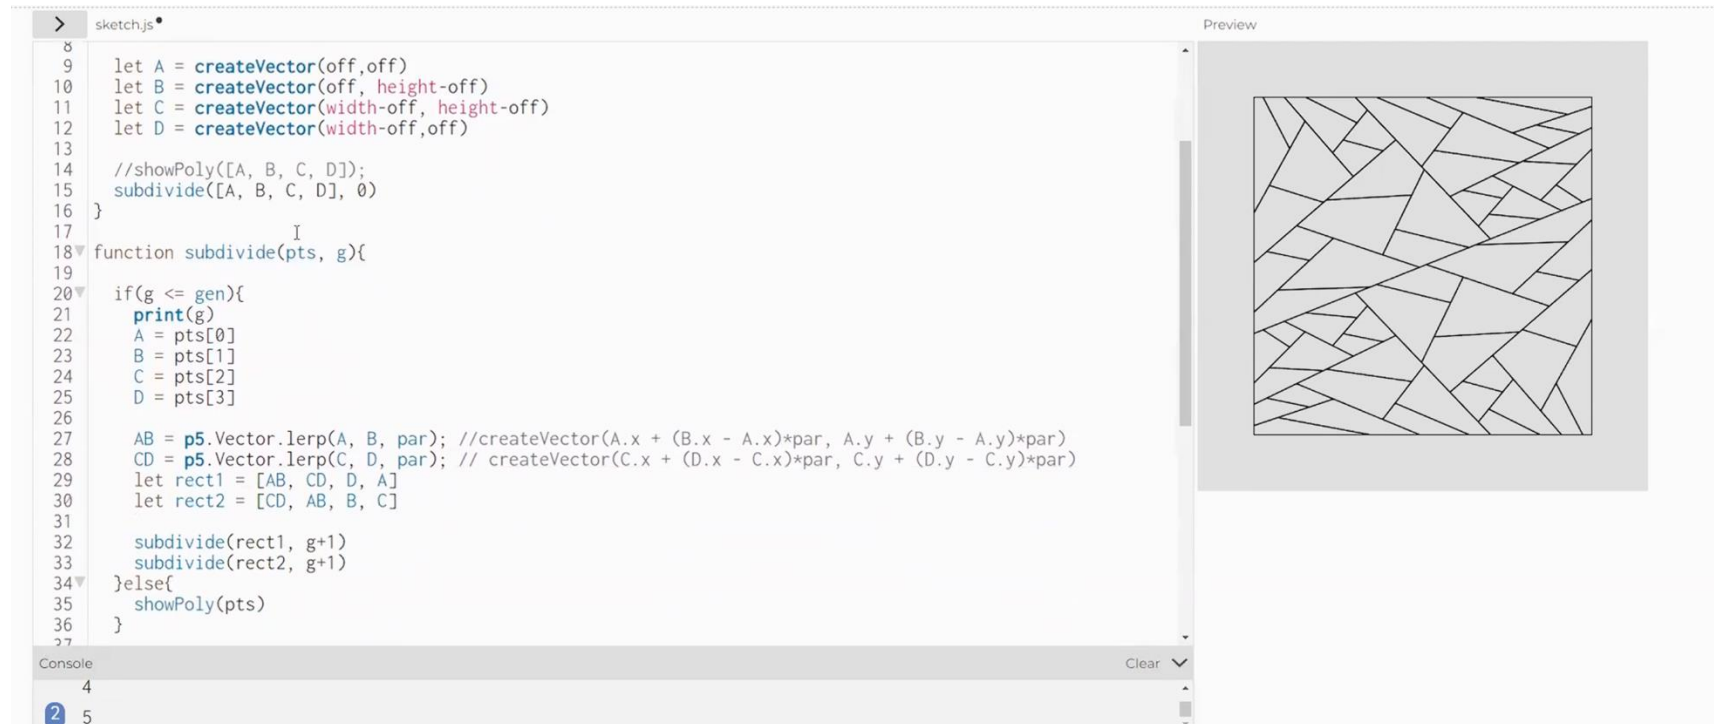 sketch.js
Preview
8
9 let A = createVector(off,off)
10 let B = createVector(off, height-off)
11 let C = createVector(width-off, height-off)
12 let D = createVector(width-off,off)
13
14 //showPoly([A, B, C, D]);
15 subdivide([A, B, C, D], 0)
16 }
17
18 function subdivide(pts, g){
19
20 if(g <= gen){
21 print(g)
22 A = pts[0]
23 B = pts[1]
24 C = pts[2]
25 D = pts[3]
26
27 AB = p5.Vector.lerp(A, B, par); //createVector(A.x + (B.x - A.x)*par, A.y + (B.y - A.y)*par)
28 CD = p5.Vector.lerp(C, D, par); // createVector(C.x + (D.x - C.x)*par, C.y + (D.y - C.y)*par)
29 let rect1 = [AB, CD, D, A]
30 let rect2 = [CD, AB, B, C]
31
32 subdivide(rect1, g+1)
33 subdivide(rect2, g+1)
34 }else{
35 showPoly(pts)
36 }
37
Console
Clear
4
2 5